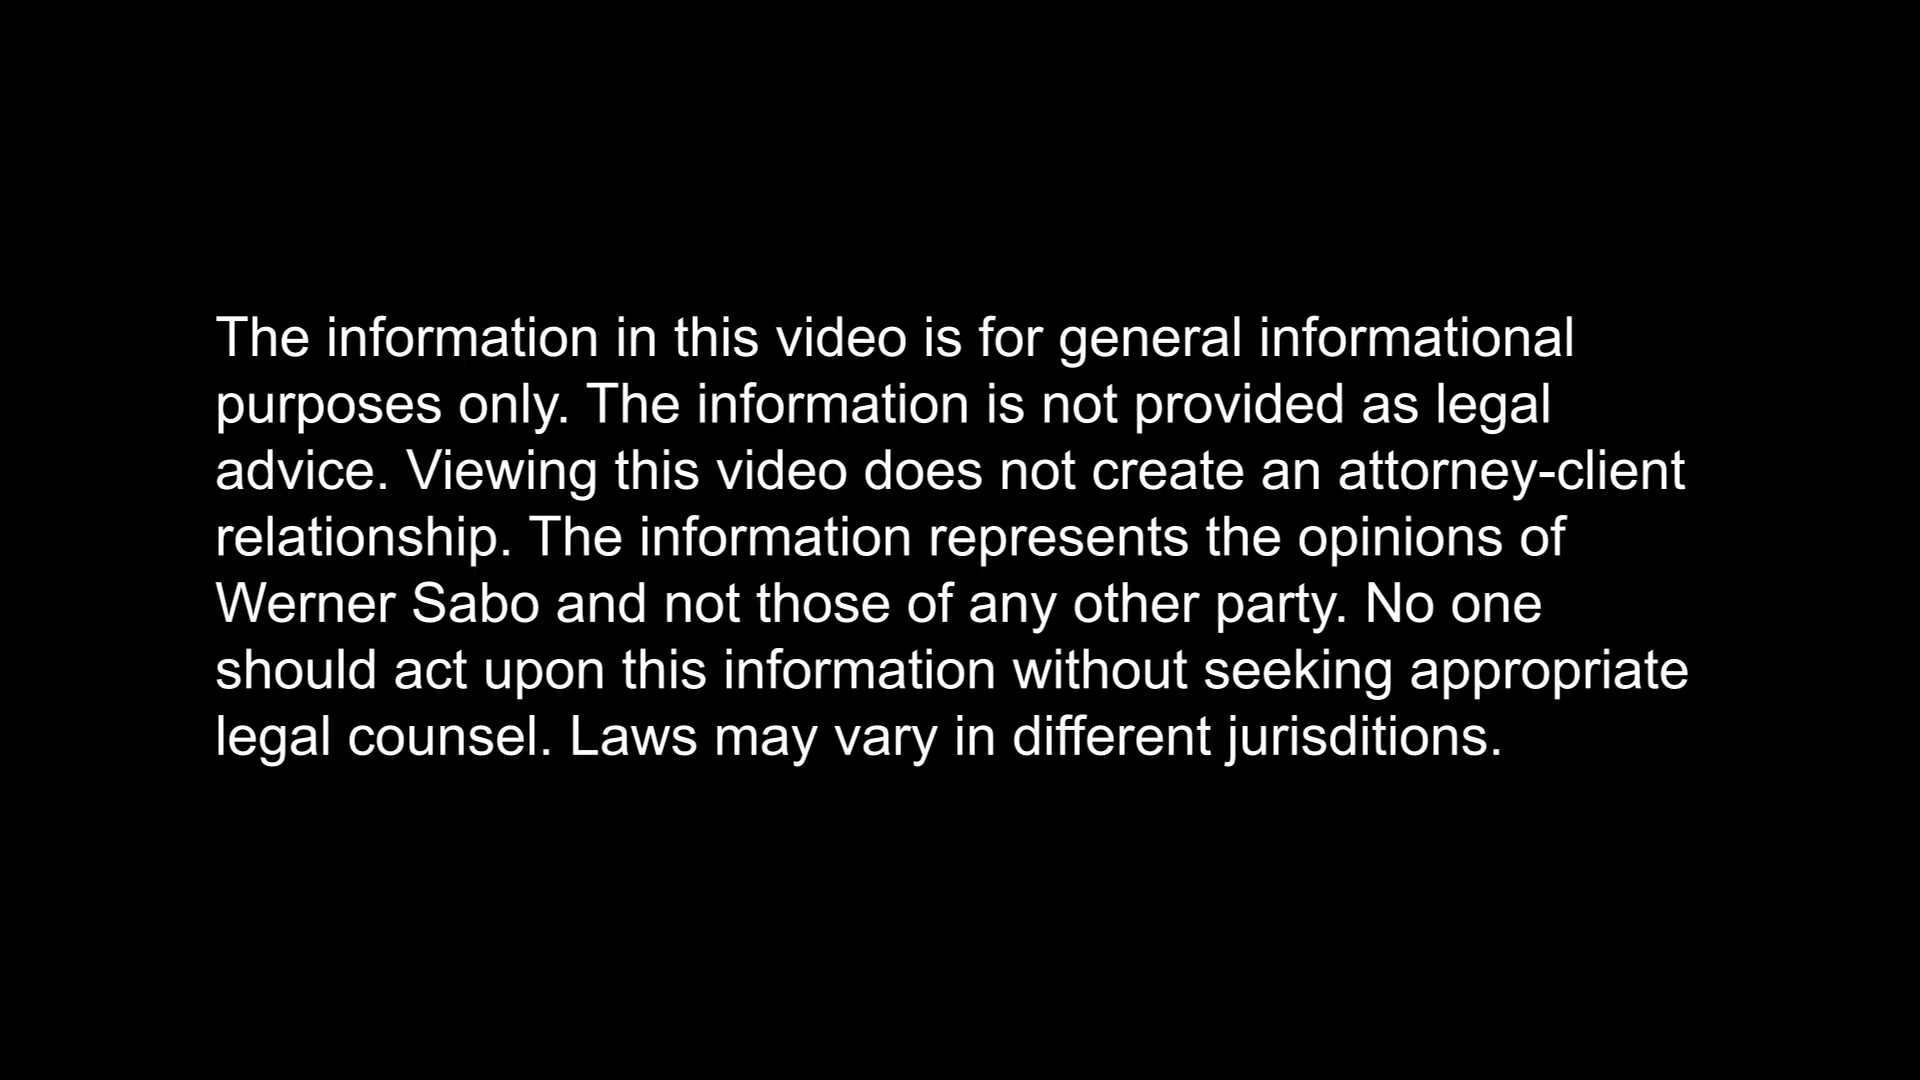 The information in this video is for general informational
purposes only. The information is not provided as legal
advice. Viewing this video does not create an attorney-client
relationship. The information represents the opinions of
Werner Sabo and not those of any other party. No one
should act upon this information without seeking appropriate
legal counsel. Laws may vary in different jurisditions.